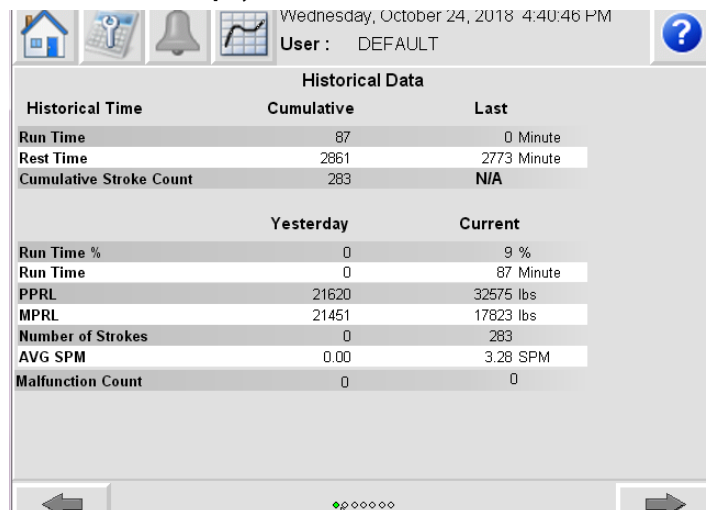 Wednesday, October 24, 2018 4:40:46 PM
User : DEFAULT
?
Historical Data
Historical Time Cumulative Last
Run Time 87 0 Minute
Rest Time 2861 2773 Minute
Cumulative Stroke Count 283 N/A
Yesterday Current
Run Time % 0 9 %
Run Time 0 87 Minute
PPRL 21620 32575 lbs
MPRL 21451 17823 lbs
Number of Strokes 0 283
AVG SPM 0.00 3.28 SPM
Malfunction Count 0 0